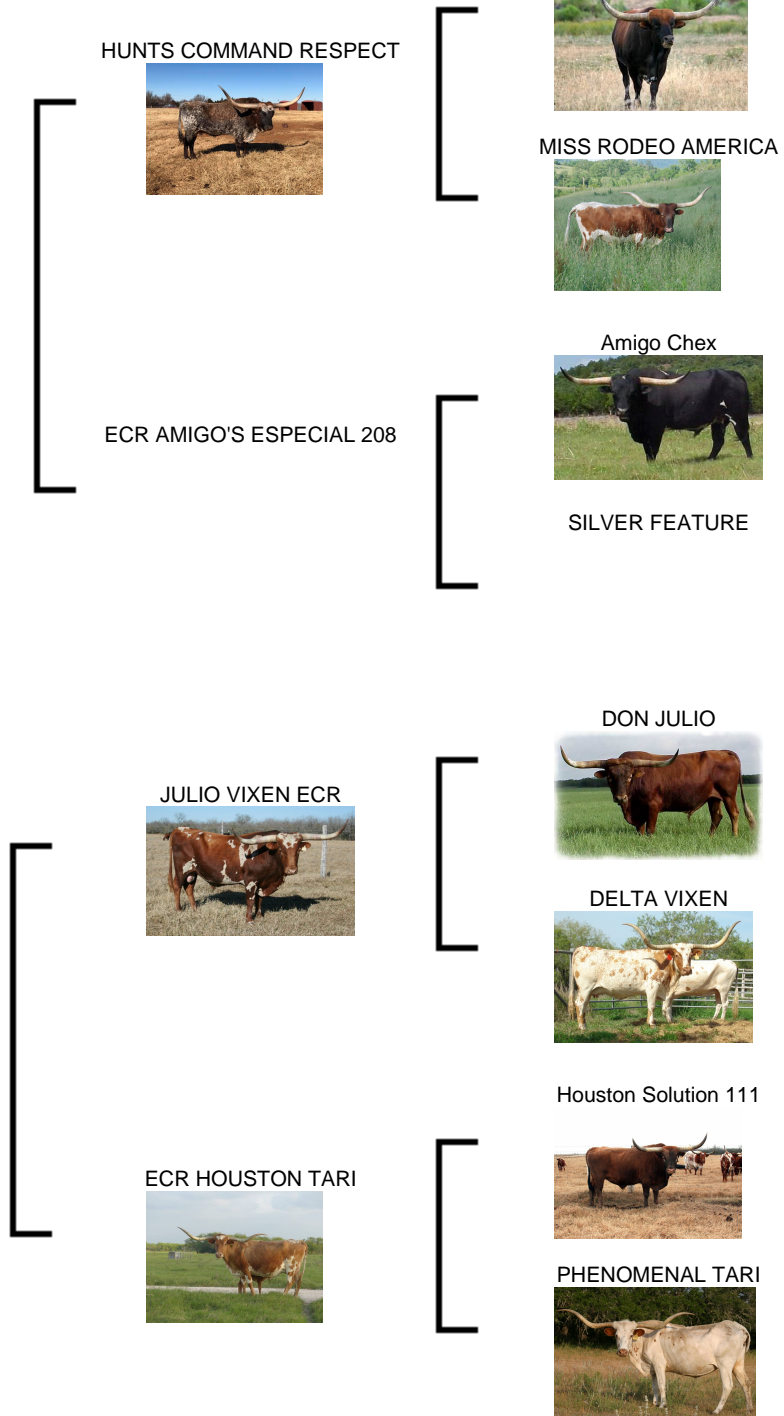 HUNTS COMMAND RESPECT
MISS RODEO AMERICA
Amigo Chex
ECR AMIGO'S ESPECIAL 208
SILVER FEATURE
DON JULIO
JULIO VIXEN ECR
DELTA VIXEN
Houston Solution 111
ECR HOUSTON TARI
PHENOMENAL TARI